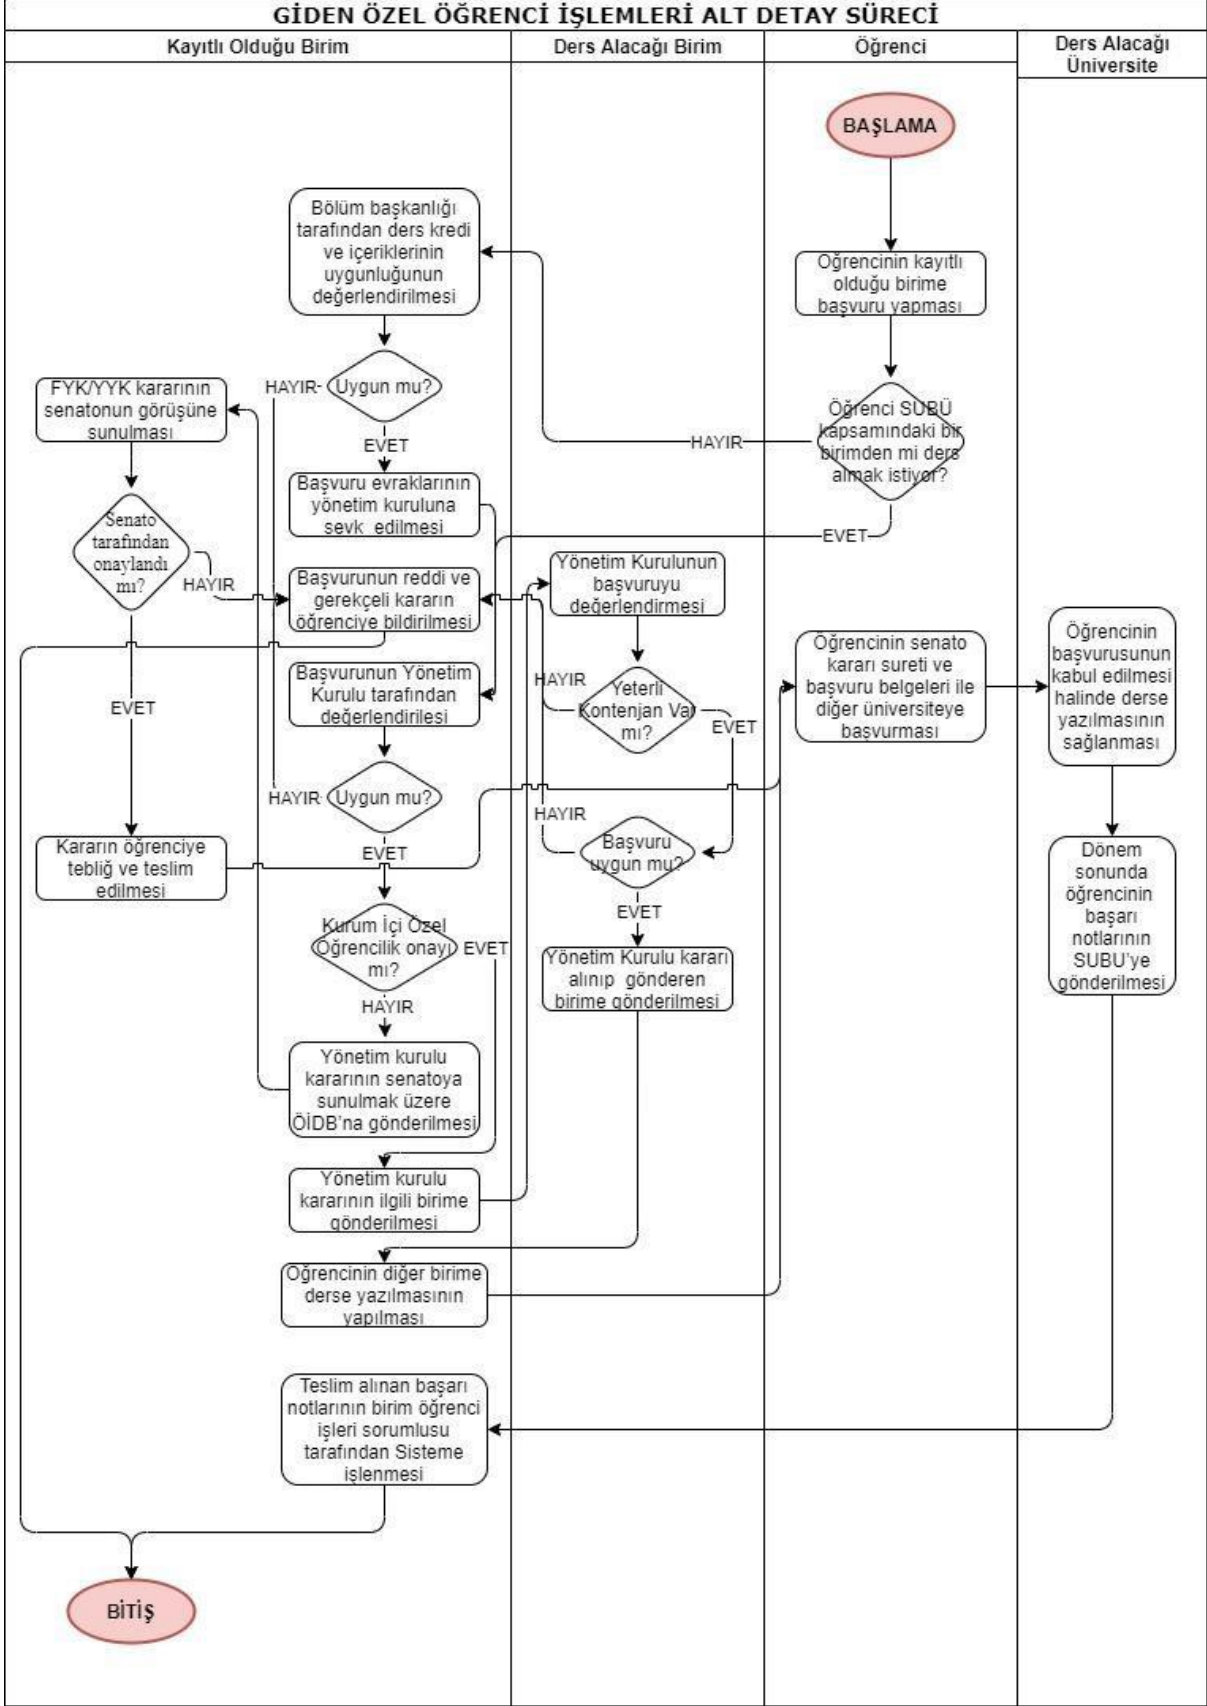 GİDEN ÖZEL ÖĞRENCİ İŞLEMLERİ ALT DETAY SÜRECİ
Kayıtlı Olduğu Birim
Ders Alacağı Birim
Öğrenci
Ders Alacağı
Üniversite
BAŞLAMA
Öğrencinin kayıtlı
olduğu birime
başvuru yapması
Öğrenci SUBÜ
kapsamındaki bir
birimden mi ders
almak istiyor?
HAYIR
EVET
Bölüm başkanlığı
tarafından ders kredi
ve içeriklerinin
uygunluğunun
değerlendirilmesi
Uygun mu?
HAYIR
EVET
Başvuru evraklarının
yönetim kuruluna
sevk edilmesi
FYK/YYK kararının
senatonun görüşüne
sunulması
Senato
tarafından
onaylandı
mı?
HAYIR
EVET
Başvurunun reddi ve
gerekçeli kararın
öğrenciye bildirilmesi
Başvurunun Yönetim
Kurulu tarafından
değerlendirilesi
Uygun mu?
HAYIR
EVET
Kararın öğrenciye
tebliğ ve teslim
edilmesi
Kurum İçi Özel
Öğrencilik onayı
mı?
EVET
HAYIR
Yönetim kurulu
kararının senatoya
sunulmak üzere
ÖİDB'na gönderilmesi
Yönetim kurulu
kararının ilgili birime
gönderilmesi
Yönetim Kurulunun
başvuruyu
değerlendirmesi
Yeterli
Kontenjan Var
mı?
HAYIR
EVET
Başvuru
uygun mu?
HAYIR
EVET
Yönetim Kurulu kararı
alınıp gönderen
birime gönderilmesi
Öğrencinin diğer birime
derse yazılmasının
yapılması
Öğrencinin senato
kararı sureti ve
başvuru belgeleri ile
diğer üniversiteye
başvurması
Öğrencinin
başvurusunun
kabul edilmesi
halinde derse
yazılmasının
sağlanması
Dönem
sonunda
öğrencinin
başarı
notlarının
SUBU'ye
gönderilmesi
Teslim alınan başarı
notlarının birim öğrenci
işleri sorumlusu
tarafından Sisteme
işlenmesi
BİTİŞ